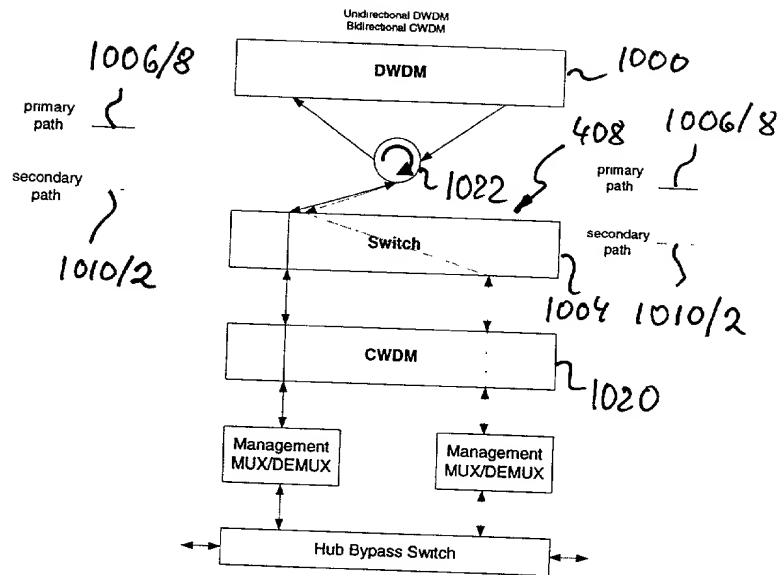 Unidirectional DWDM
Bidirectional CWDM
1006/8
DWDM
1000
primary
path
408
1006/8
secondary
path
1022
primary
path
Switch
secondary
path
1010/2
1004
1010/2
CWDM
1020
Management
MUX/DEMUX
Management
MUX/DEMUX
Hub Bypass Switch